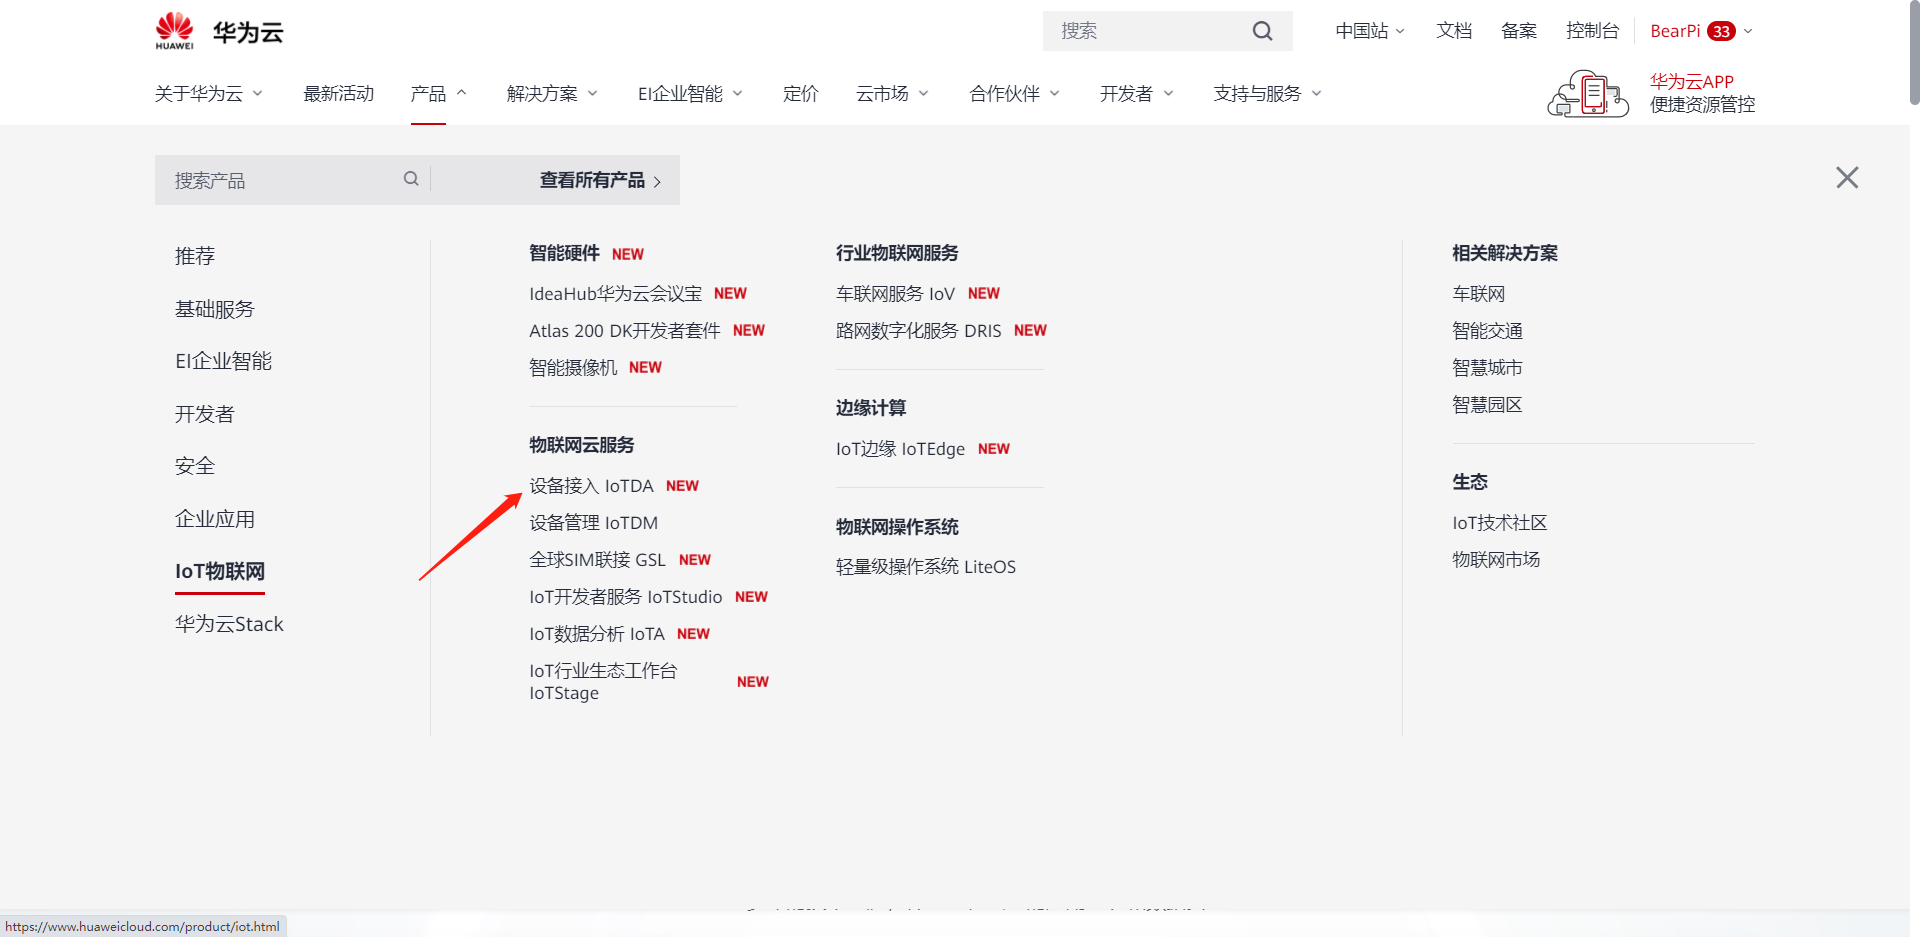 HUAWEI
华为云
搜索
中国站
文档
备案
控制台
BearPi 33
关于华为云
最新活动
产品
解决方案
EI企业智能
定价
云市场
合作伙伴
开发者
支持与服务
华为云APP
便捷资源管控
搜索产品
查看所有产品
推荐
基础服务
EI企业智能
开发者
安全
企业应用
IoT物联网
华为云Stack
智能硬件 NEW
IdeaHub华为云会议宝 NEW
Atlas 200 DK开发者套件 NEW
智能摄像机 NEW
物联网云服务
设备接入 IoTDA NEW
设备管理 IoTDM
全球SIM联接 GSL NEW
IoT开发者服务 IoTStudio NEW
IoT数据分析 IoTA NEW
IoT行业生态工作台
IoTStage NEW
行业物联网服务
车联网服务 IoV NEW
路网数字化服务 DRIS NEW
边缘计算
IoT边缘 IoTEdge NEW
物联网操作系统
轻量级操作系统 LiteOS
相关解决方案
车联网
智能交通
智慧城市
智慧园区
生态
IoT技术社区
物联网市场
https://www.huaweicloud.com/product/iot.html